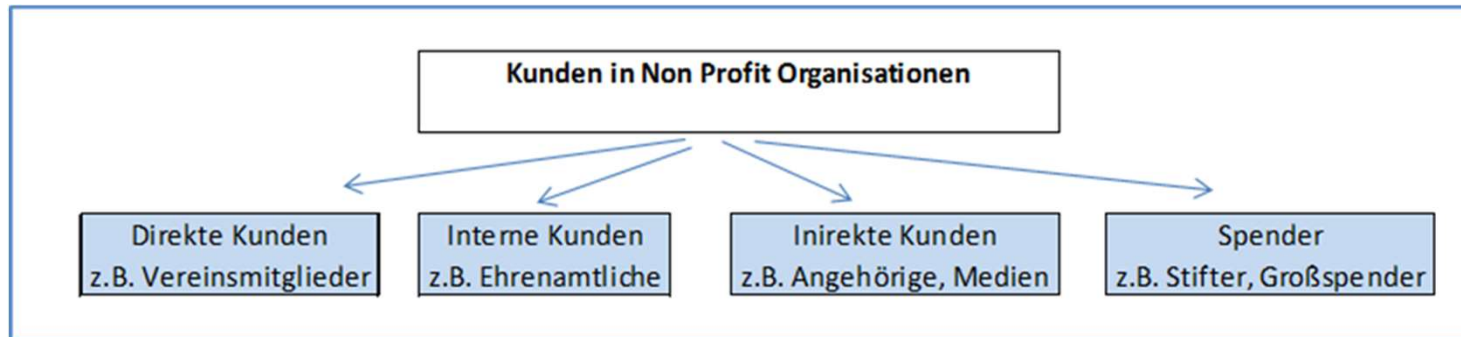 Kunden in Non Profit Organisationen
Direkte Kunden
z.B. Vereinsmitglieder
Interne Kunden
z.B. Ehrenamtliche
Inirekte Kunden
z.B. Angehörige, Medien
Spender
z.B. Stifter, Großspender